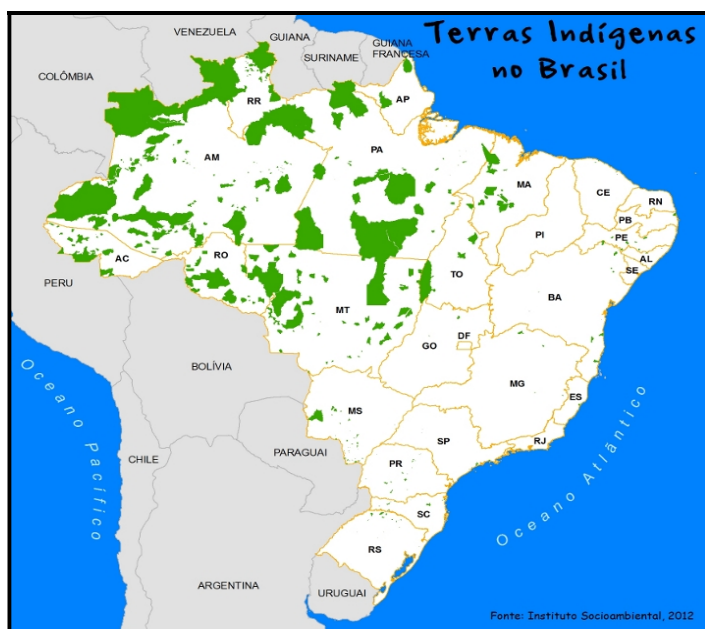 Terras Indígenas
no Brasil
VENEZUELA
GUIANA
SURINAME
GUIANA
FRANCESA
COLÔMBIA
RR
AP
AM
PA
MA
CE
RN
PB
PI
PE
AL
SE
AC
RO
TO
BA
PERU
MT
DF
GO
BOLÍVIA
MG
ES
MS
SP
RJ
PARAGUAI
PR
CHILE
SC
RS
ARGENTINA
URUGUAI
Oceano Pacífico
Oceano Atlântico
Fonte: Instituto Socioambiental, 2012